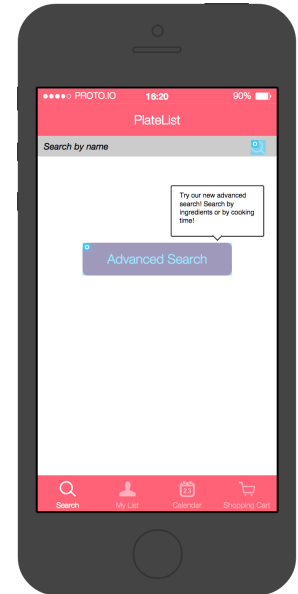 PROTO.IO 16:20 90%
PlateList
Search by name
Try our new advanced
search! Search by
ingredients or by cooking
time!
Advanced Search
23
Search My List Calendar Shopping Cart